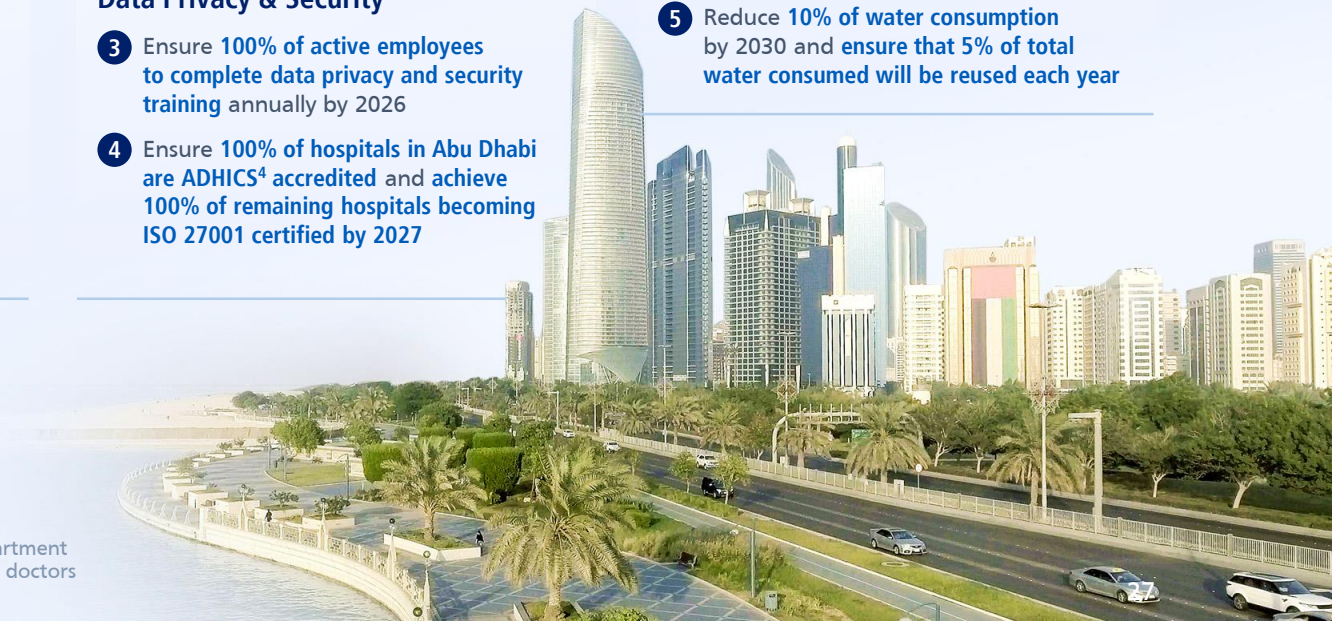 Data Privacy & Security
3 Ensure 100% of active employees
to complete data privacy and security
training annually by 2026
4 Ensure 100% of hospitals in Abu Dhabi
are ADHICS4 accredited and achieve
100% of remaining hospitals becoming
ISO 27001 certified by 2027
5 Reduce 10% of water consumption
by 2030 and ensure that 5% of total
water consumed will be reused each year
doctors
27